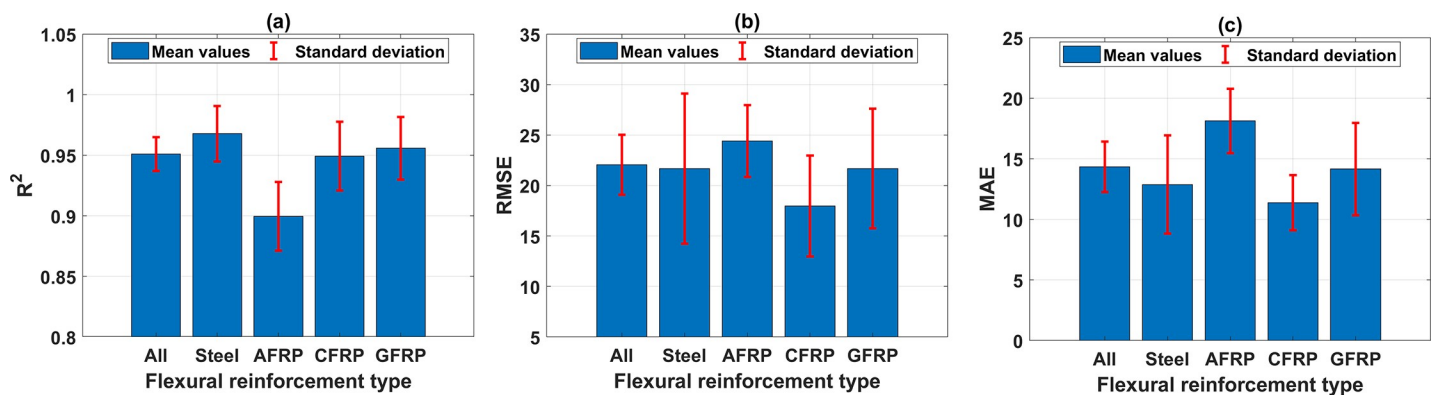 (a)
Mean values Standard deviation
1.05
1
0.95
0.9
0.85
0.8
R²
All Steel AFRP CFRP GFRP
Flexural reinforcement type
(b)
Mean values Standard deviation
35
30
25
20
15
10
5
RMSE
All Steel AFRP CFRP GFRP
Flexural reinforcement type
(c)
Mean values Standard deviation
25
20
15
10
5
0
MAE
All Steel AFRP CFRP GFRP
Flexural reinforcement type